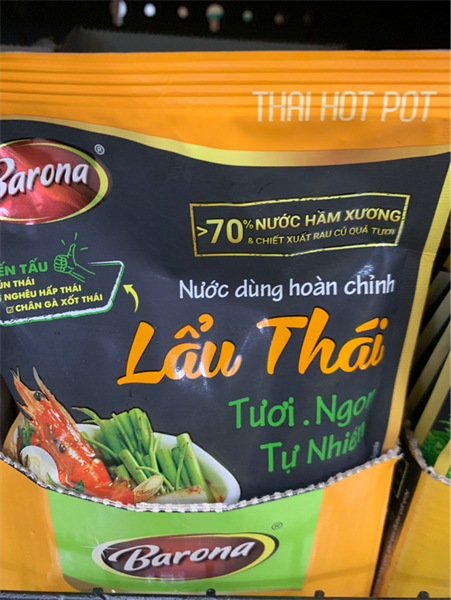 THAI HOT POT
Barona
®
>70% NƯỚC HẦM XƯƠNG
& CHIẾT XUẤT RAU CỦ QUẢ TƯƠI
ẾN TẤU
ÚN THÁI
NGHÊU HẤP THÁI
CHÂN GÀ XỐT THÁI
Nước dùng hoàn chỉnh
Lẩu Thái
Tươi . Ngon
Tự Nhiên
Barona
®